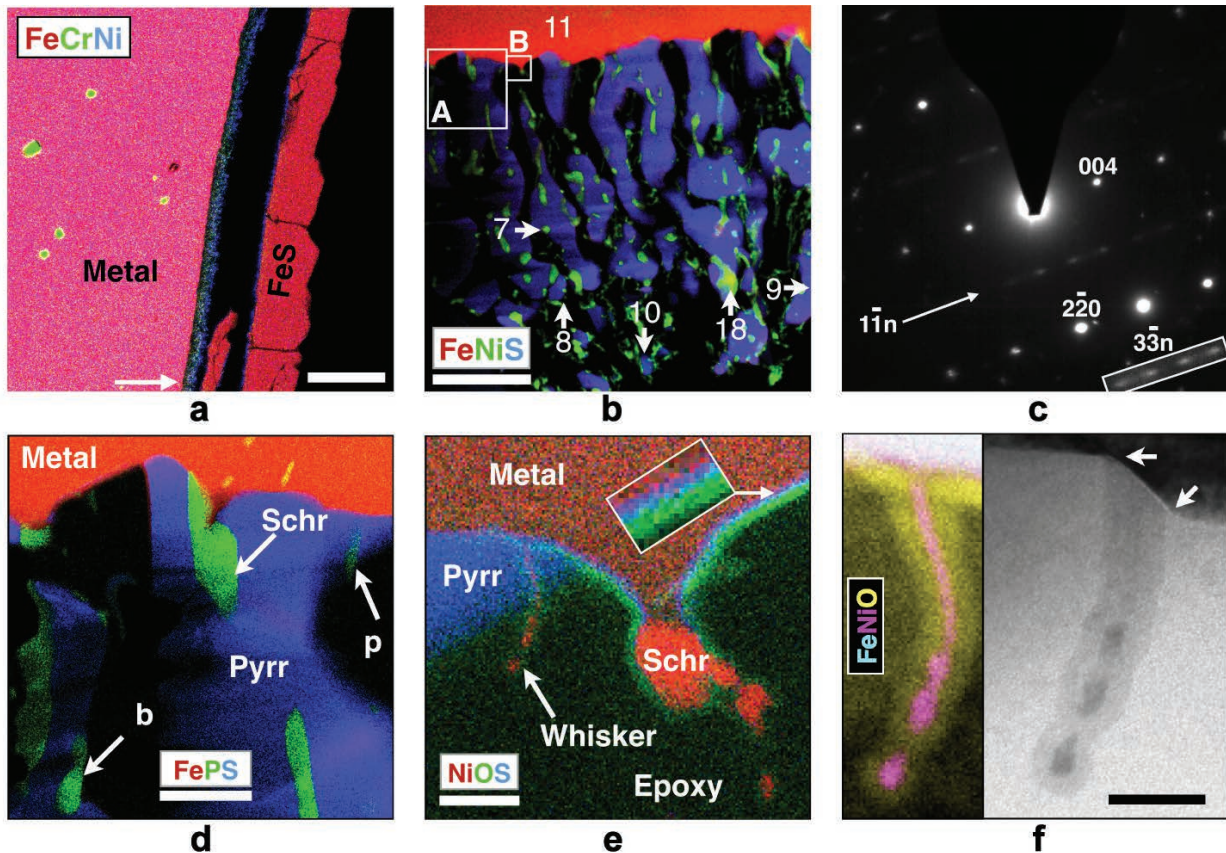 FeCrNi
Metal
FeS
a
11
B
A
7
10
9
8
18
FeNiS
b
004
11̅n
22̅0
33̅n
c
Metal
Schr
p
Pyrr
b
FePS
d
Metal
Pyrr
Schr
Whisker
NiOS
Epoxy
e
FeNiO
f